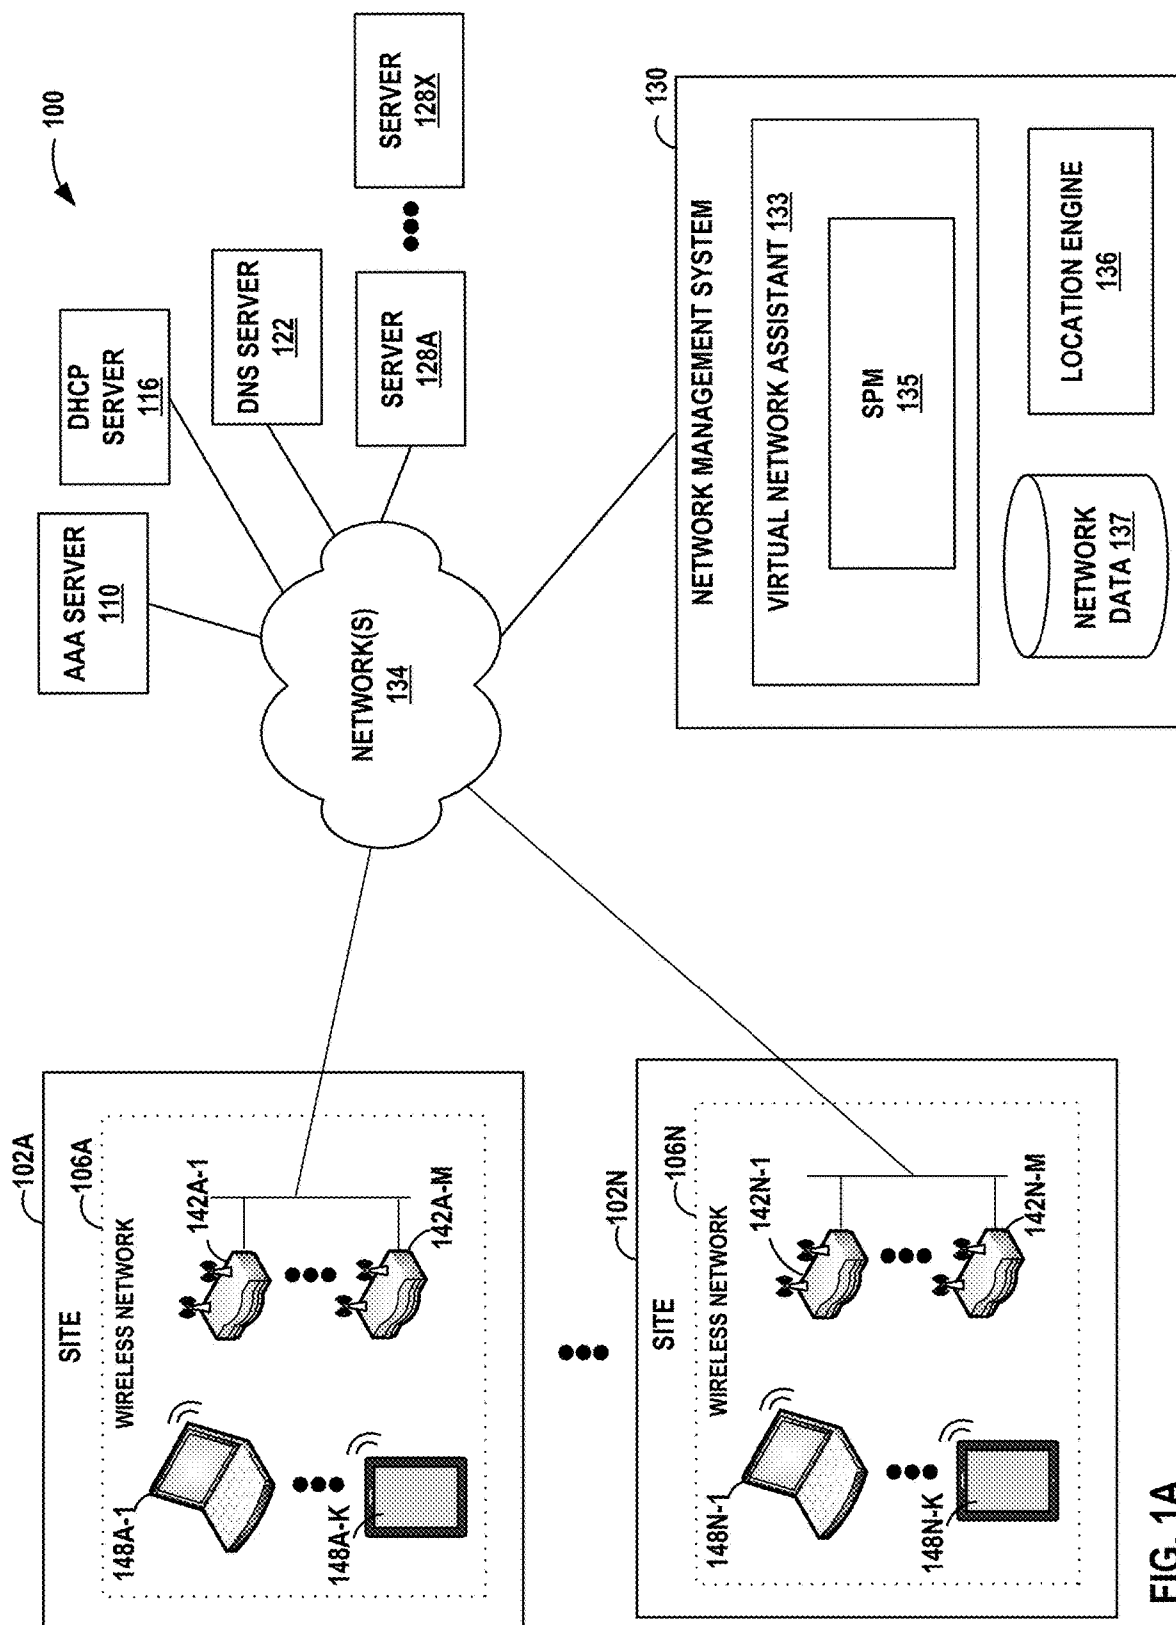 100
102A
SITE
106A
WIRELESS NETWORK
148A-1
142A-1
148A-K
142A-M
102N
SITE
106N
WIRELESS NETWORK
148N-1
142N-1
148N-K
142N-M
NETWORK(S)
134
AAA SERVER
110
DHCP
SERVER
116
DNS SERVER
122
SERVER
128A
SERVER
128X
130
NETWORK MANAGEMENT SYSTEM
VIRTUAL NETWORK ASSISTANT 133
SPM
135
NETWORK
DATA 137
LOCATION ENGINE
136
FIG. 1A